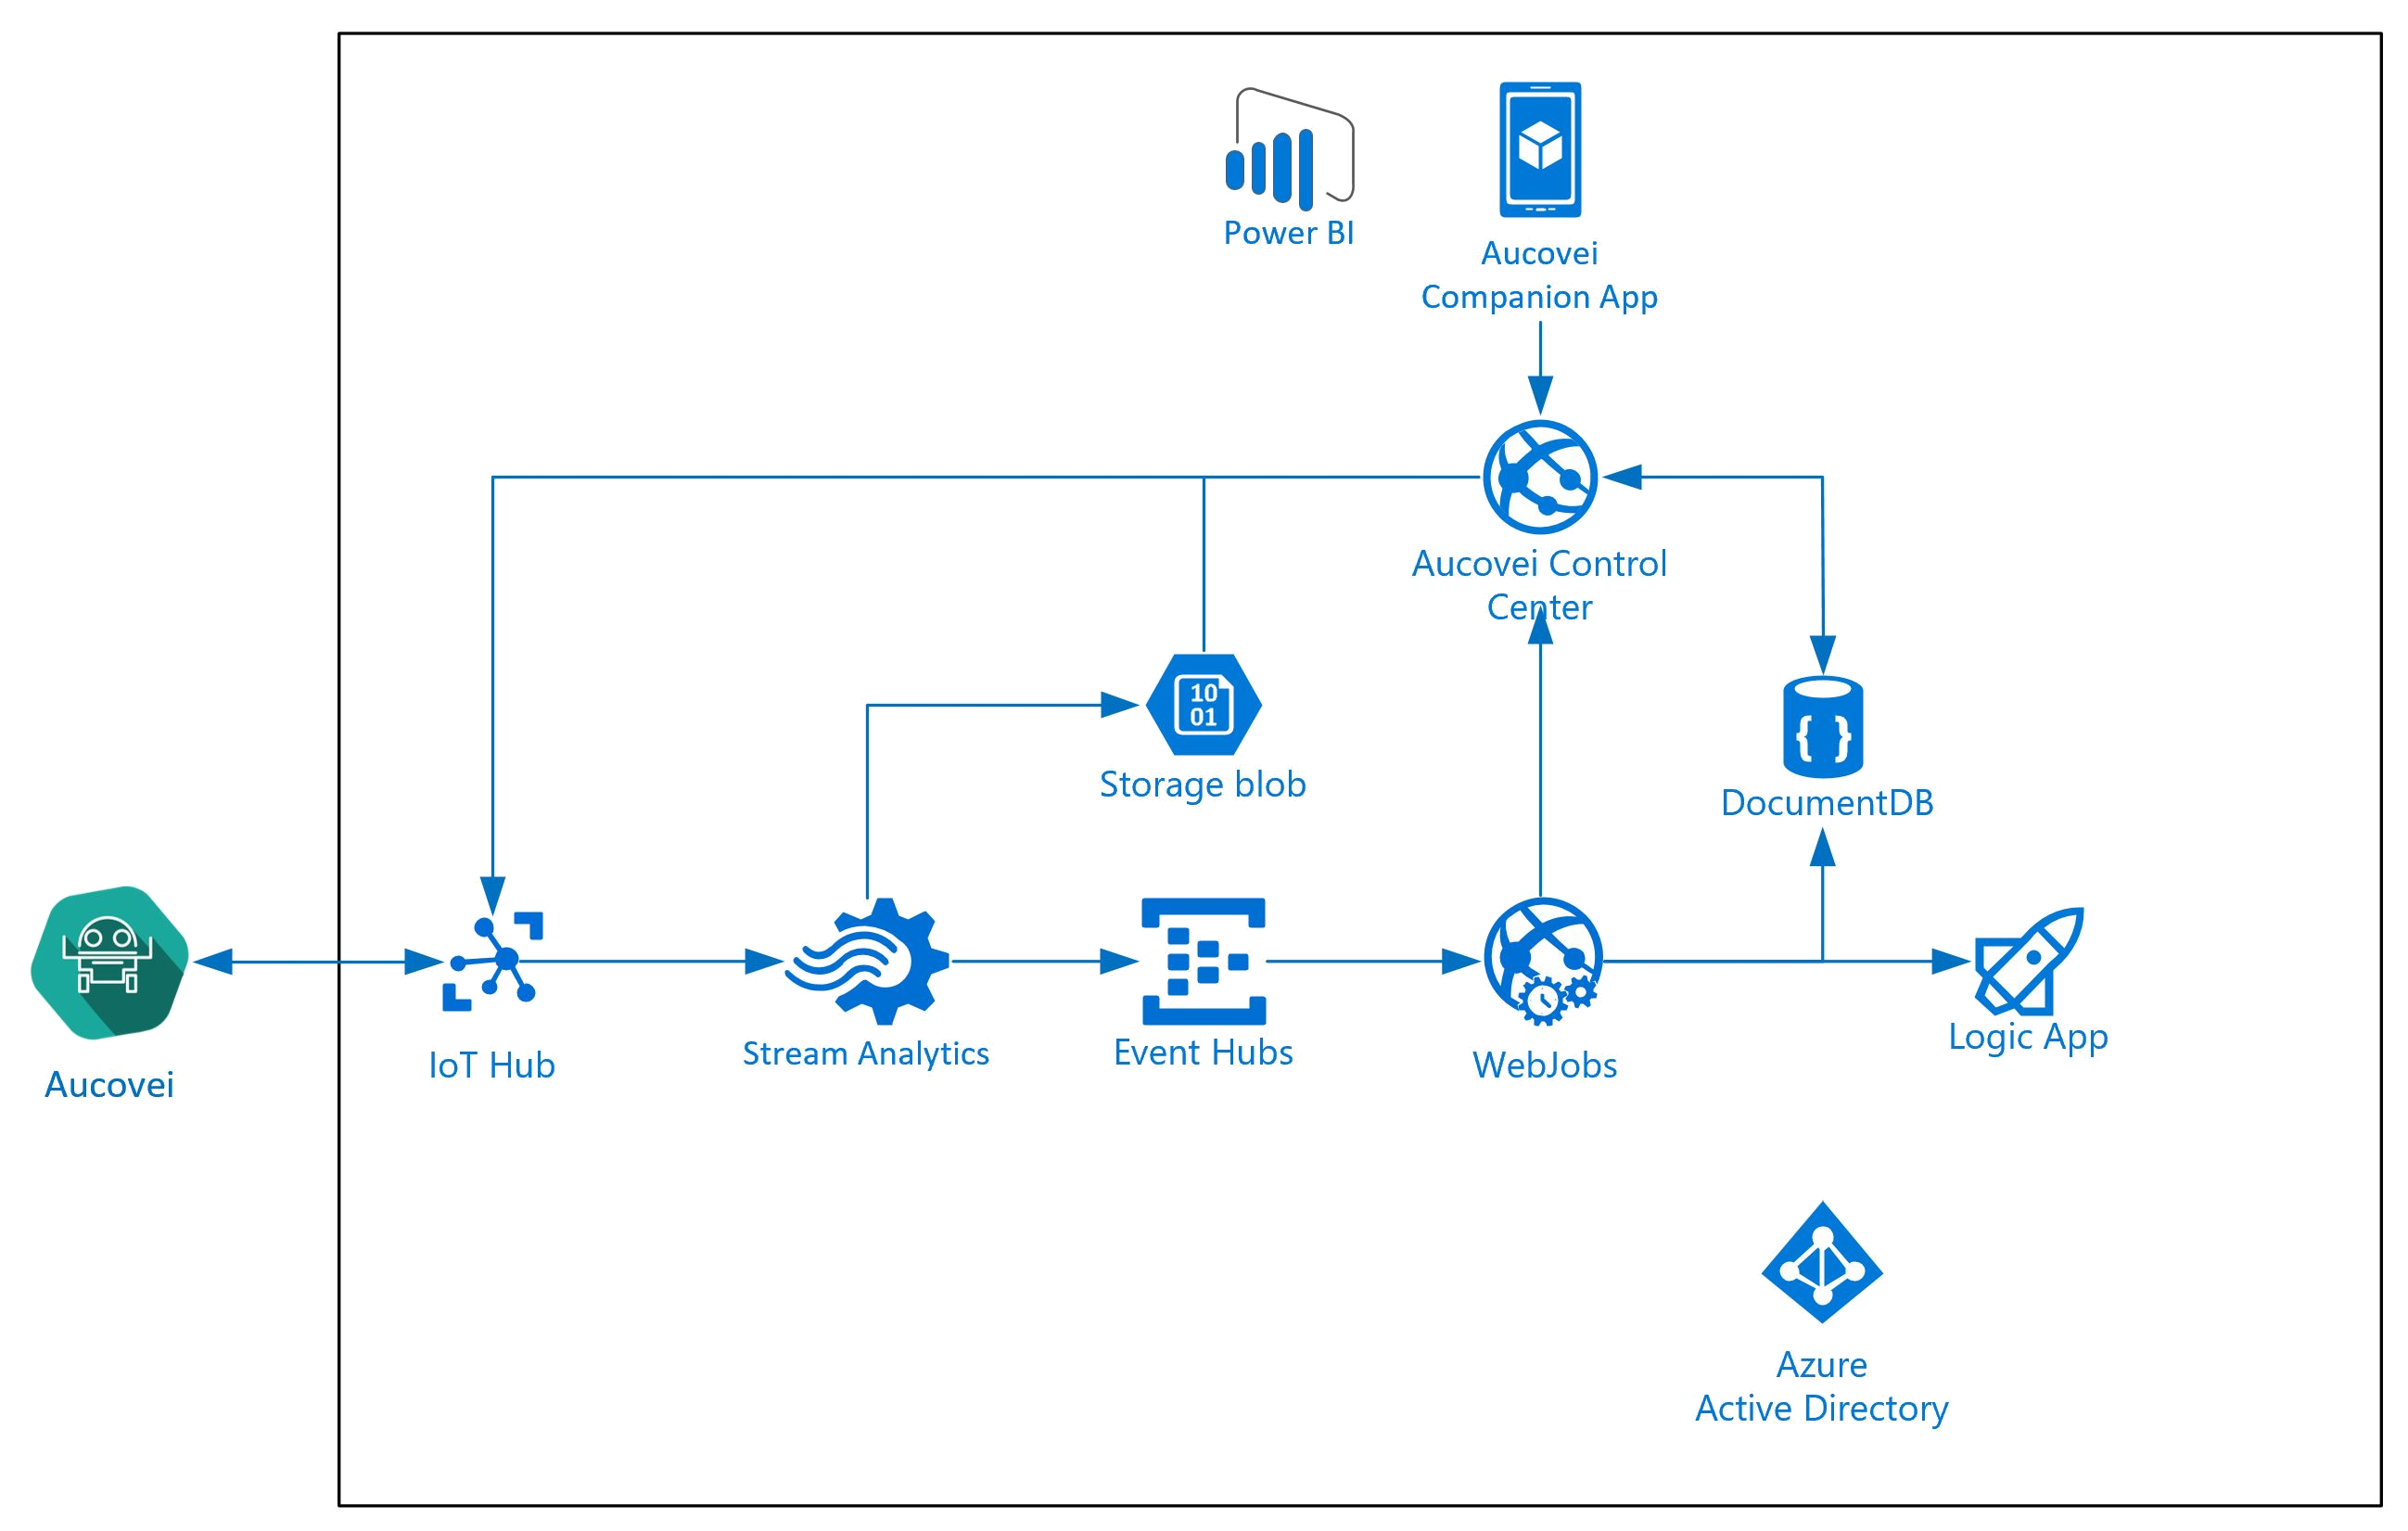 Power BI
Aucovei
Companion App
Aucovei Control
Center
10
01
Storage blob
DocumentDB
{ }
Aucovei
IoT Hub
Stream Analytics
Event Hubs
WebJobs
Logic App
Azure
Active Directory